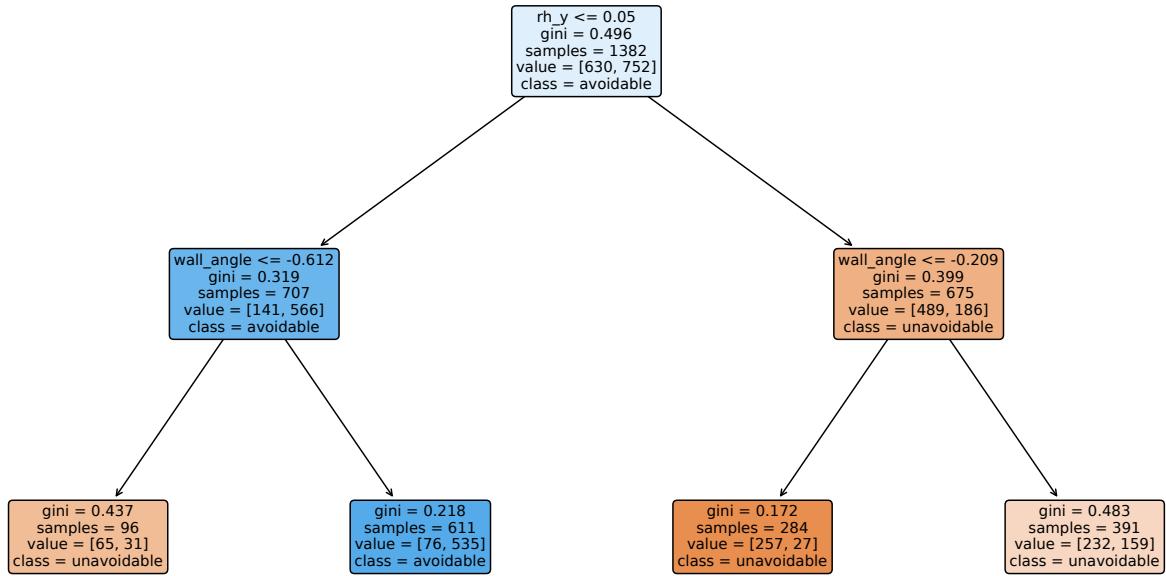 rh_y <= 0.05
gini = 0.496
samples = 1382
value = [630, 752]
class = avoidable
wall_angle <= -0.612
gini = 0.319
samples = 707
value = [141, 566]
class = avoidable
wall_angle <= -0.209
gini = 0.399
samples = 675
value = [489, 186]
class = unavoidable
gini = 0.437
samples = 96
value = [65, 31]
class = unavoidable
gini = 0.218
samples = 611
value = [76, 535]
class = avoidable
gini = 0.172
samples = 284
value = [257, 27]
class = unavoidable
gini = 0.483
samples = 391
value = [232, 159]
class = unavoidable